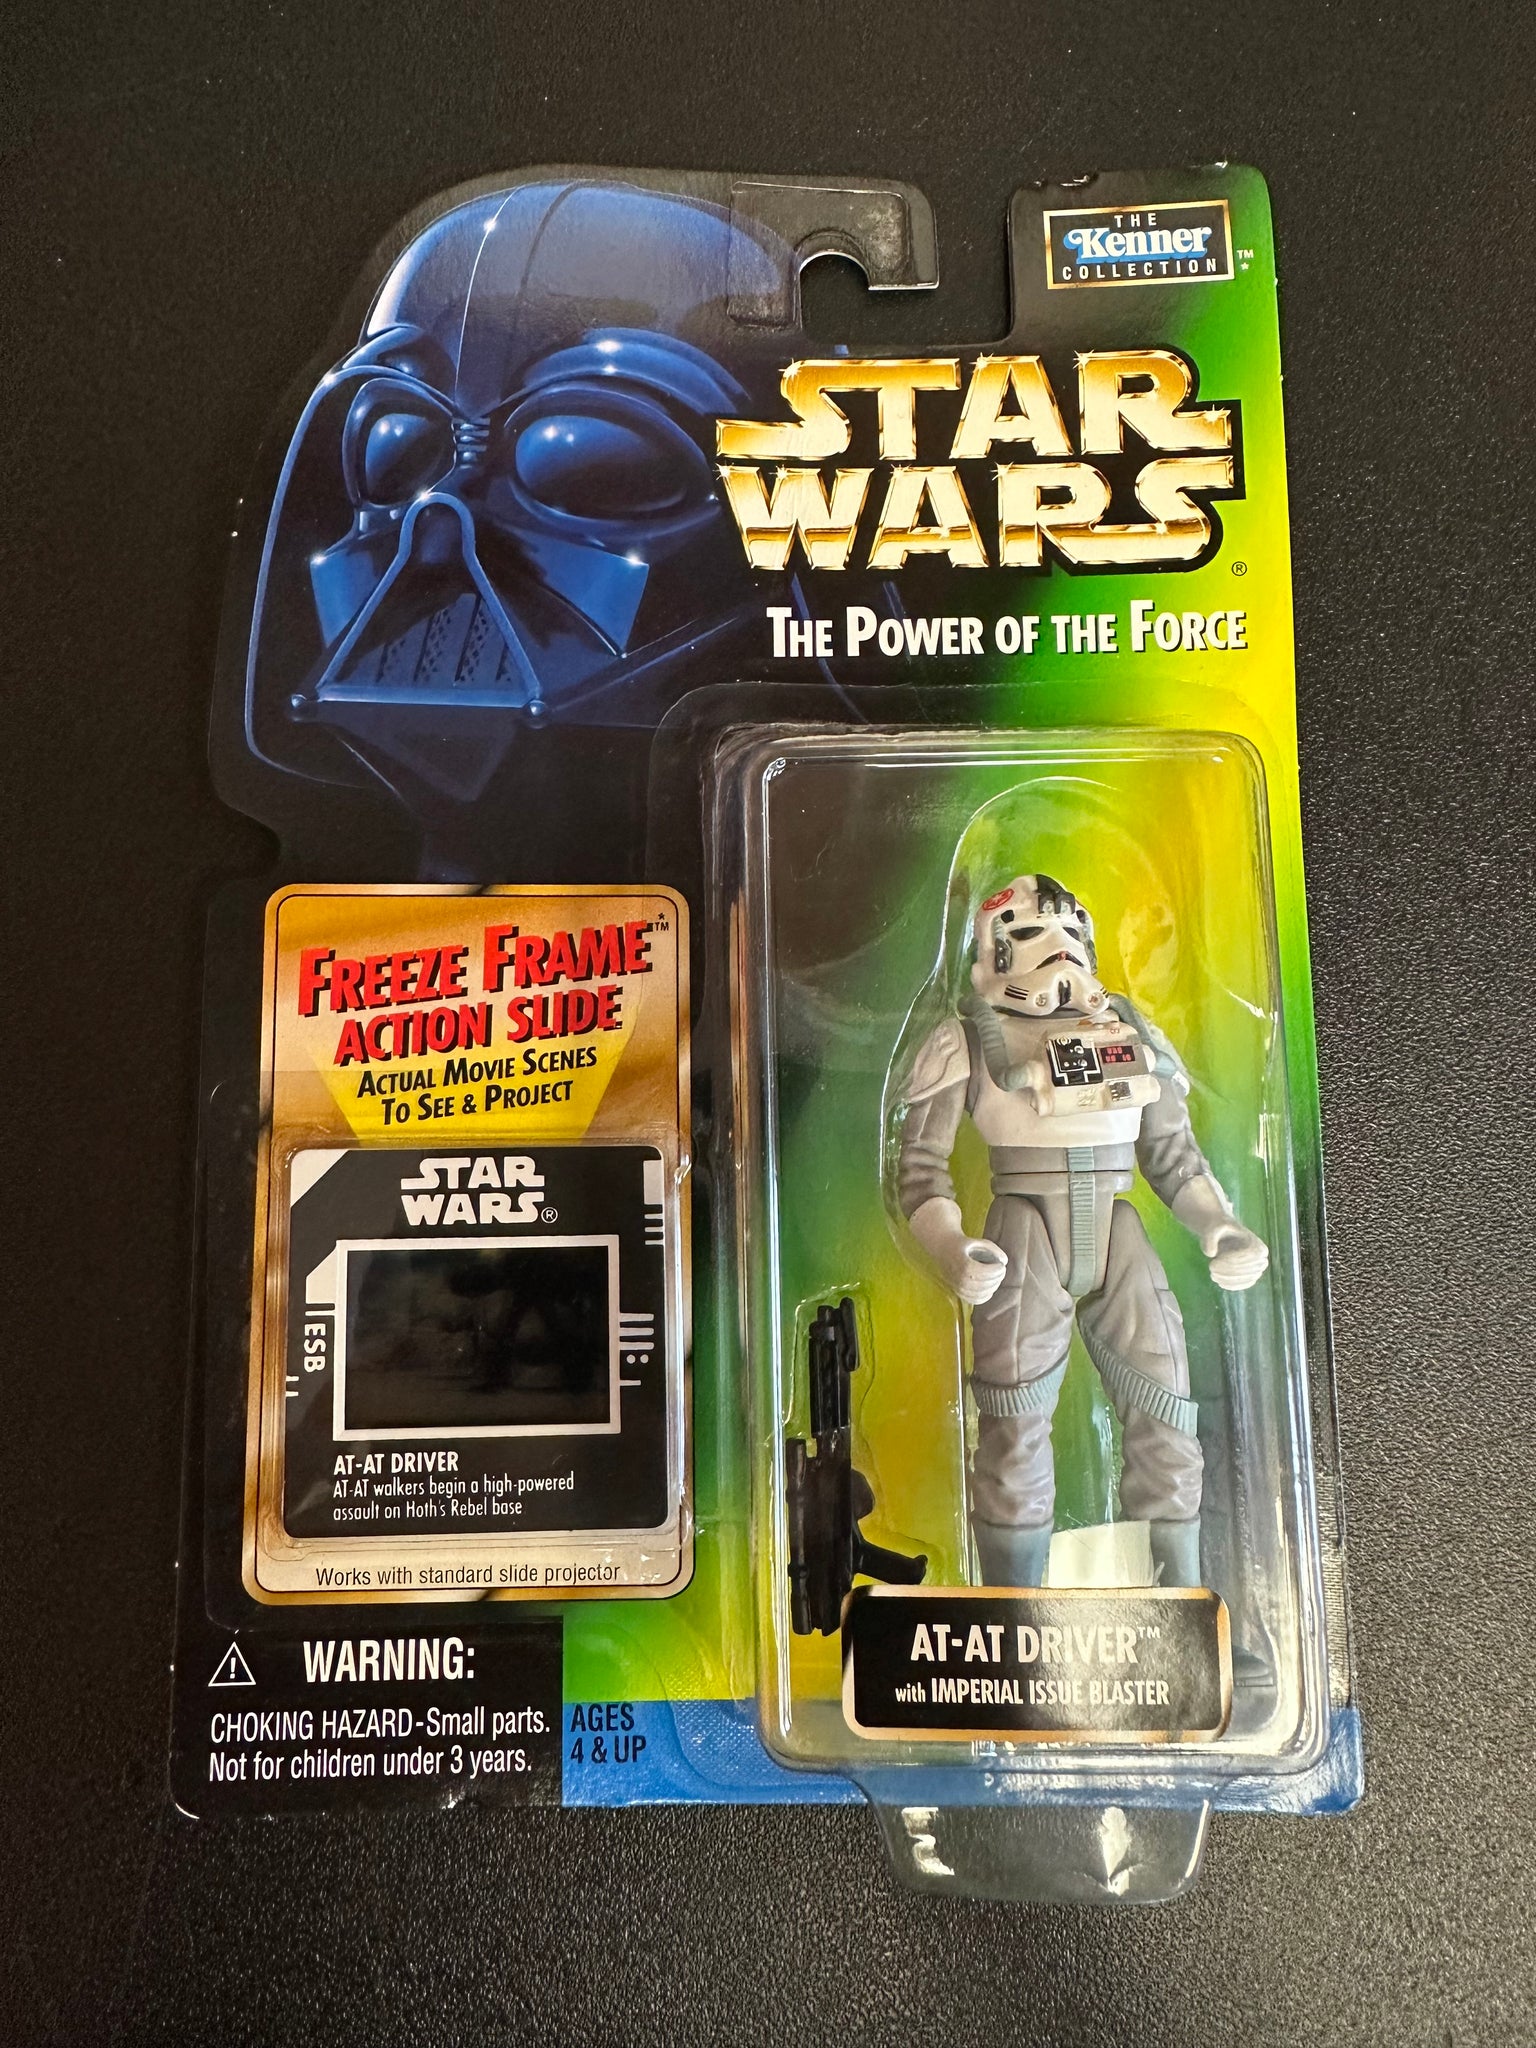 THE
Kenner
COLLECTION
™
STAR
WARS
®
THE POWER OF THE FORCE
FREEZE FRAME™
ACTION SLIDE
ACTUAL MOVIE SCENES
TO SEE & PROJECT
STAR
WARS®
ESB
AT-AT DRIVER
AT-AT walkers begin a high-powered
assault on Hoth's Rebel base
Works with standard slide projector
AT-AT DRIVER™
with IMPERIAL ISSUE BLASTER
WARNING:
CHOKING HAZARD-Small parts.
Not for children under 3 years.
AGES
4 & UP